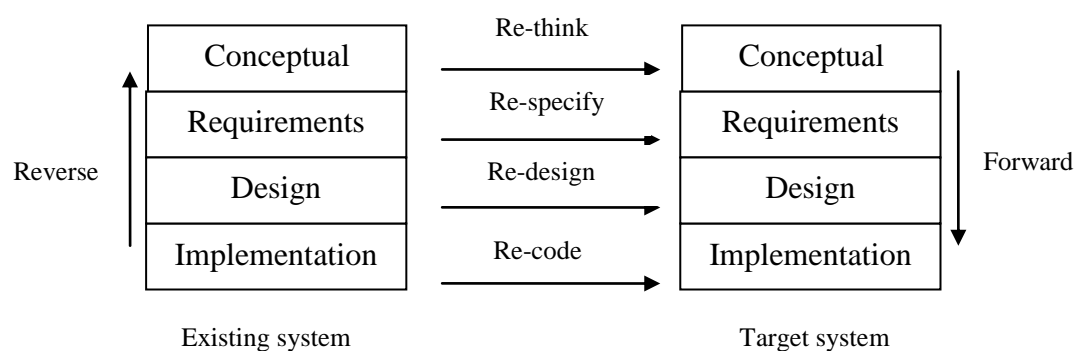 Re-think
Conceptual
Conceptual
Re-specify
Requirements
Requirements
Reverse
Re-design
Forward
Design
Design
Re-code
Implementation
Implementation
Existing system
Target system